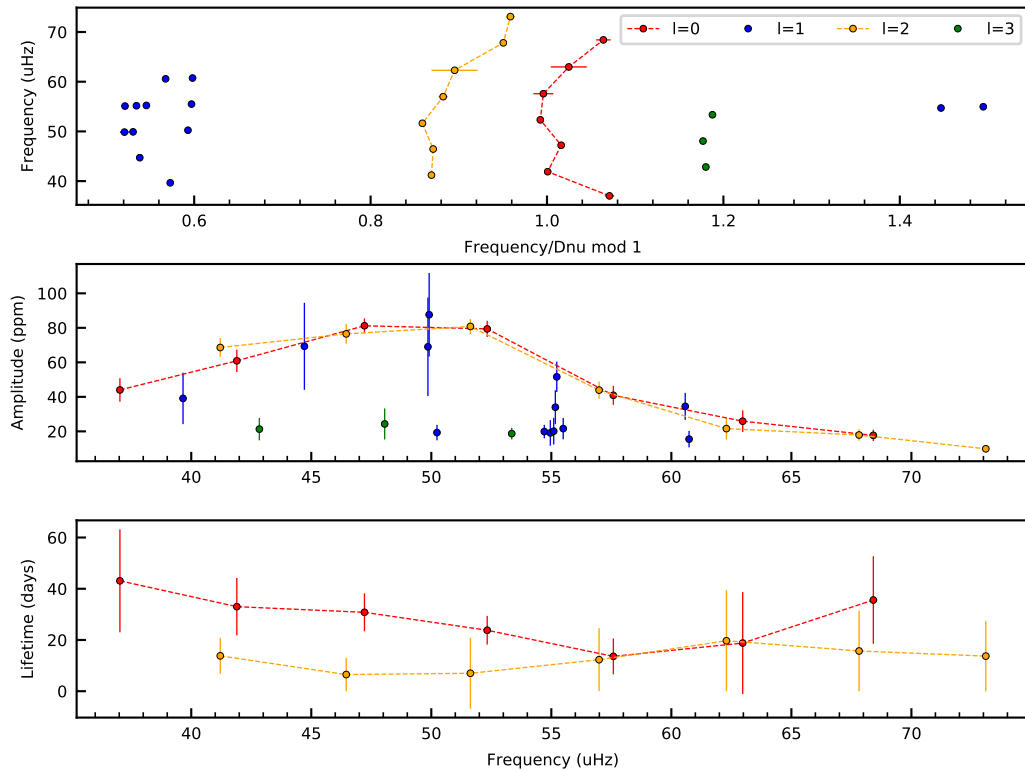 l=0 l=1 l=2 l=3
Frequency (uHz)
70
60
50
40
0.6 0.8 1.0 1.2 1.4
Frequency/Dnu mod 1
Amplitude (ppm)
100
80
60
40
20
40 45 50 55 60 65 70
Lifetime (days)
60
40
20
0
40 45 50 55 60 65 70
Frequency (uHz)